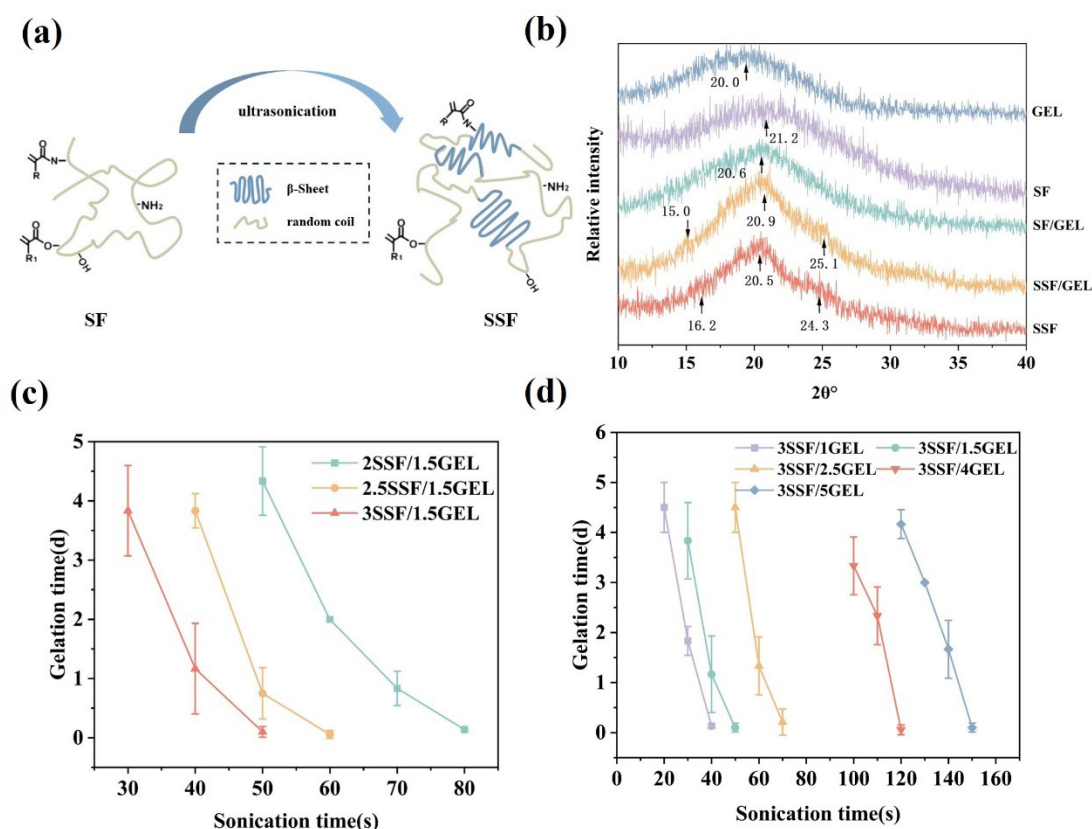 (a)
ultrasonication
β-Sheet
random coil
O
N
R
-NH₂
O
O
R₁
-OH
SF
O
N
R
-NH₂
O
O
R₁
-OH
SSF
(b)
Relative intensity
20.0
GEL
21.2
SF
20.6
SF/GEL
15.0
20.9
25.1
SSF/GEL
20.5
16.2
24.3
SSF
10 15 20 25 30 35 40
2θ°
(c)
Gelation time(d)
5
4
3
2
1
0
2SSF/1.5GEL
2.5SSF/1.5GEL
3SSF/1.5GEL
30 40 50 60 70 80
Sonication time(s)
(d)
Gelation time(d)
6
5
4
3
2
1
0
3SSF/1GEL 3SSF/1.5GEL
3SSF/2.5GEL 3SSF/4GEL
3SSF/5GEL
0 20 40 60 80 100 120 140 160
Sonication time(s)